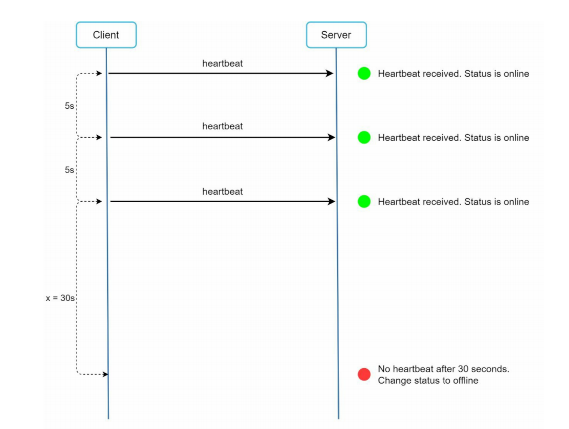 Client
Server
heartbeat
Heartbeat received. Status is online
5s
heartbeat
Heartbeat received. Status is online
5s
heartbeat
Heartbeat received. Status is online
x = 30s
No heartbeat after 30 seconds.
Change status to offline